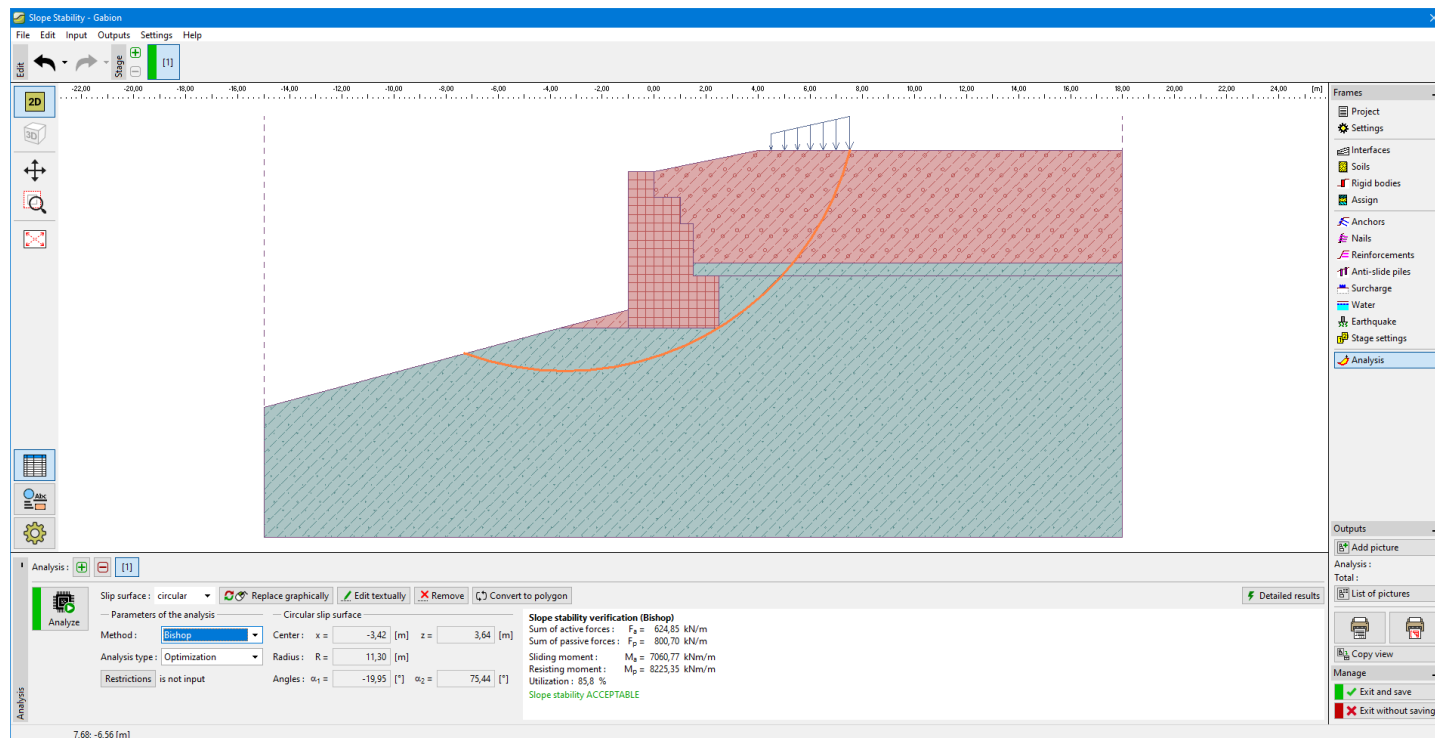 Slope Stability - Gabion
File Edit Input Outputs Settings Help
Edit
Stage
[1]
2D
3D
-22,00 -20,00 -18,00 -16,00 -14,00 -12,00 -10,00 -8,00 -6,00 -4,00 -2,00 0,00 2,00 4,00 6,00 8,00 10,00 12,00 14,00 16,00 18,00 20,00 22,00 24,00 [m]
Abc
Frames
Project
Settings
Interfaces
Soils
Rigid bodies
Assign
Anchors
Nails
Reinforcements
Anti-slide piles
Surcharge
Water
Earthquake
Stage settings
Analysis
Outputs
Add picture
Analysis :
Total :
List of pictures
Copy view
Manage
Exit and save
Exit without saving
Analysis : [1]
Analyze
Slip surface : circular Replace graphically Edit textually Remove Convert to polygon Detailed results
Parameters of the analysis Circular slip surface
Method : Bishop Center : x = -3,42 [m] z = 3,64 [m]
Analysis type : Optimization Radius : R = 11,30 [m]
Restrictions is not input Angles : α1 = -19,95 [°] α2 = 75,44 [°]
Slope stability verification (Bishop)
Sum of active forces : Fa = 624,85 kN/m
Sum of passive forces : Fp = 800,70 kN/m
Sliding moment : Ma = 7060,77 kNm/m
Resisting moment : Mp = 8225,35 kNm/m
Utilization : 85,8 %
Slope stability ACCEPTABLE
Analysis
7,68; -6,56 [m]